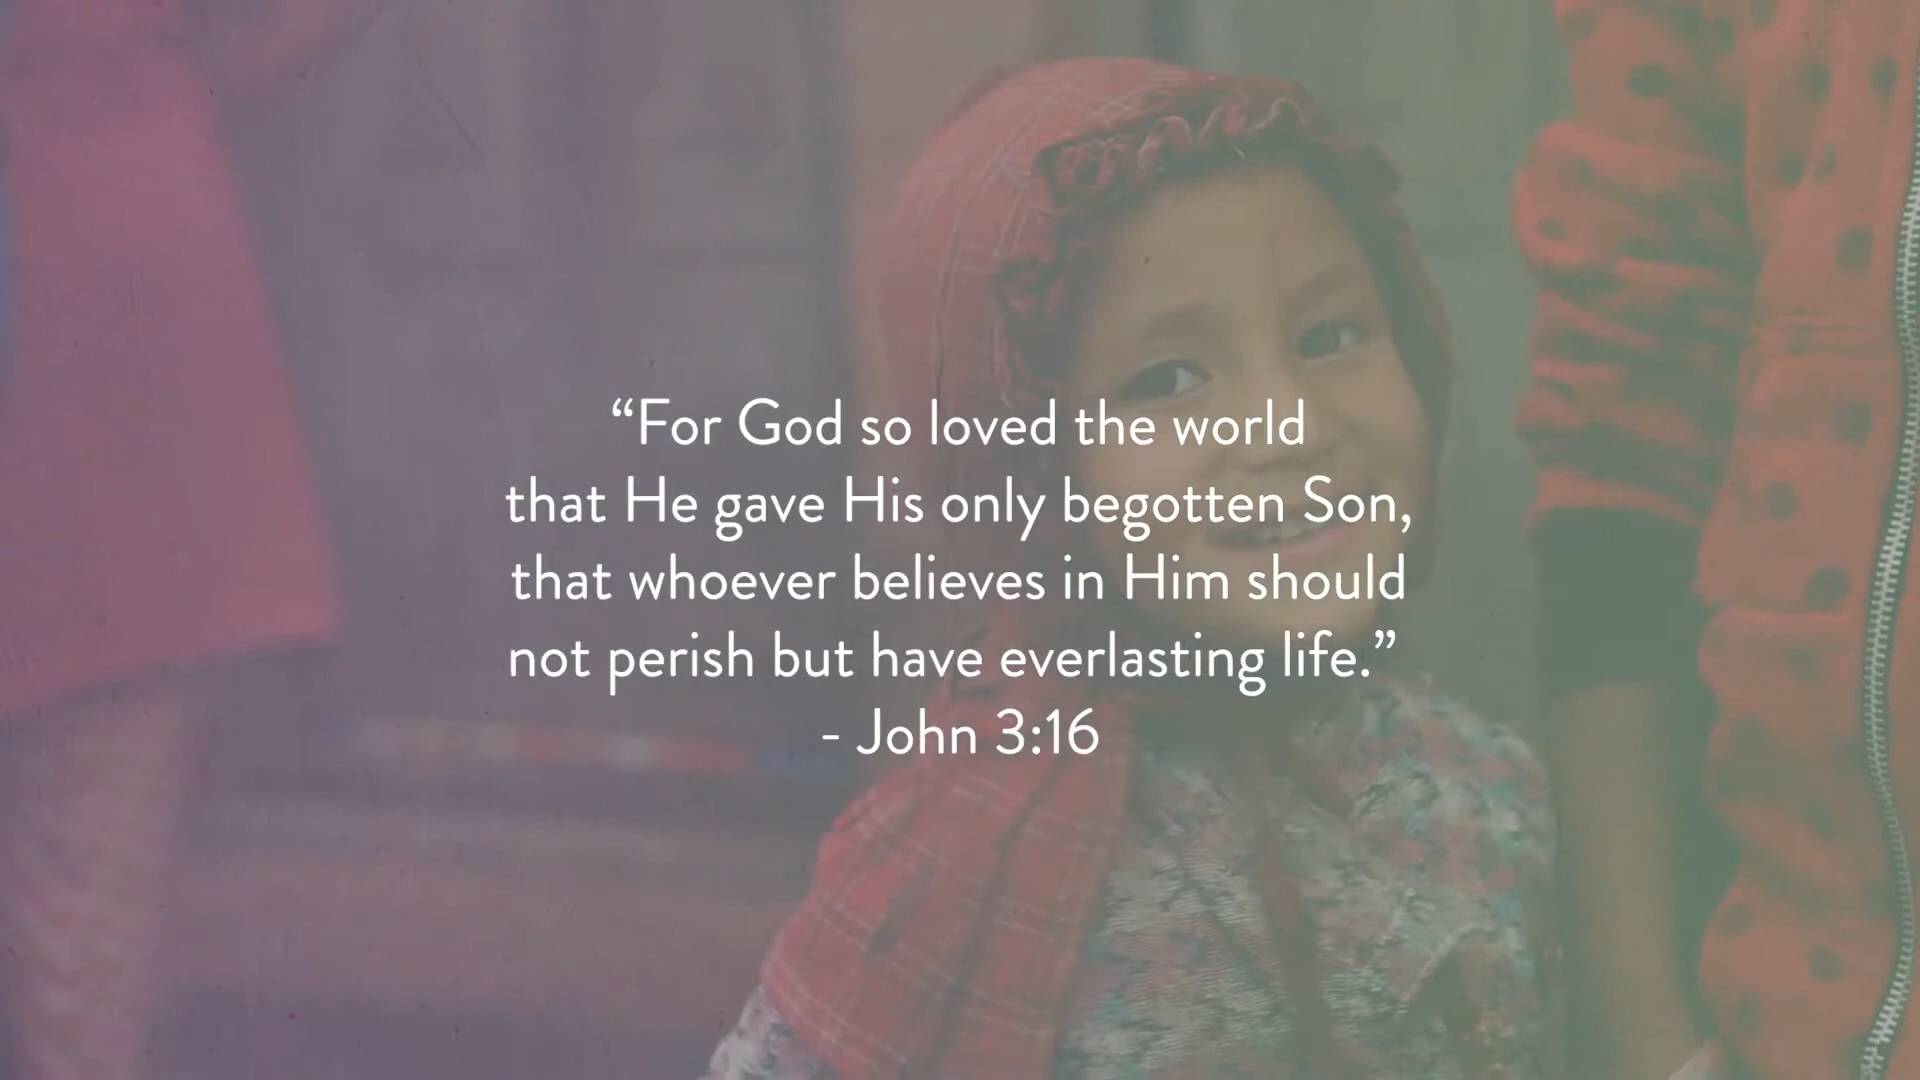 “For God so loved the world
that He gave His only begotten Son,
that whoever believes in Him should
not perish but have everlasting life.”
- John 3:16